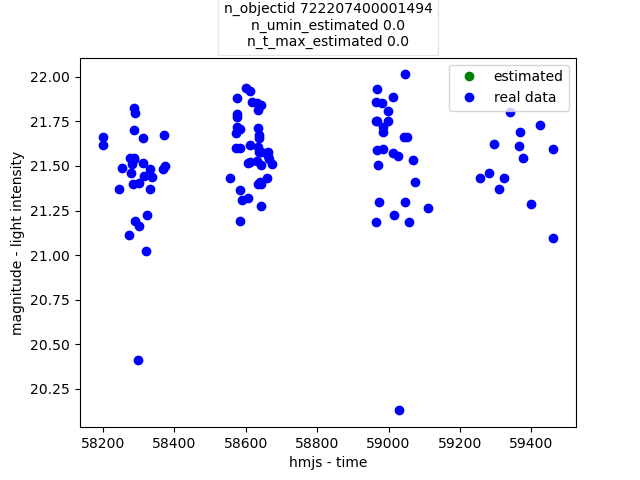 n_objectid 722207400001494
n_umin_estimated 0.0
n_t_max_estimated 0.0
estimated
real data
22.00
21.75
21.50
21.25
21.00
20.75
20.50
20.25
magnitude - light intensity
58200 58400 58600 58800 59000 59200 59400
hmjs - time